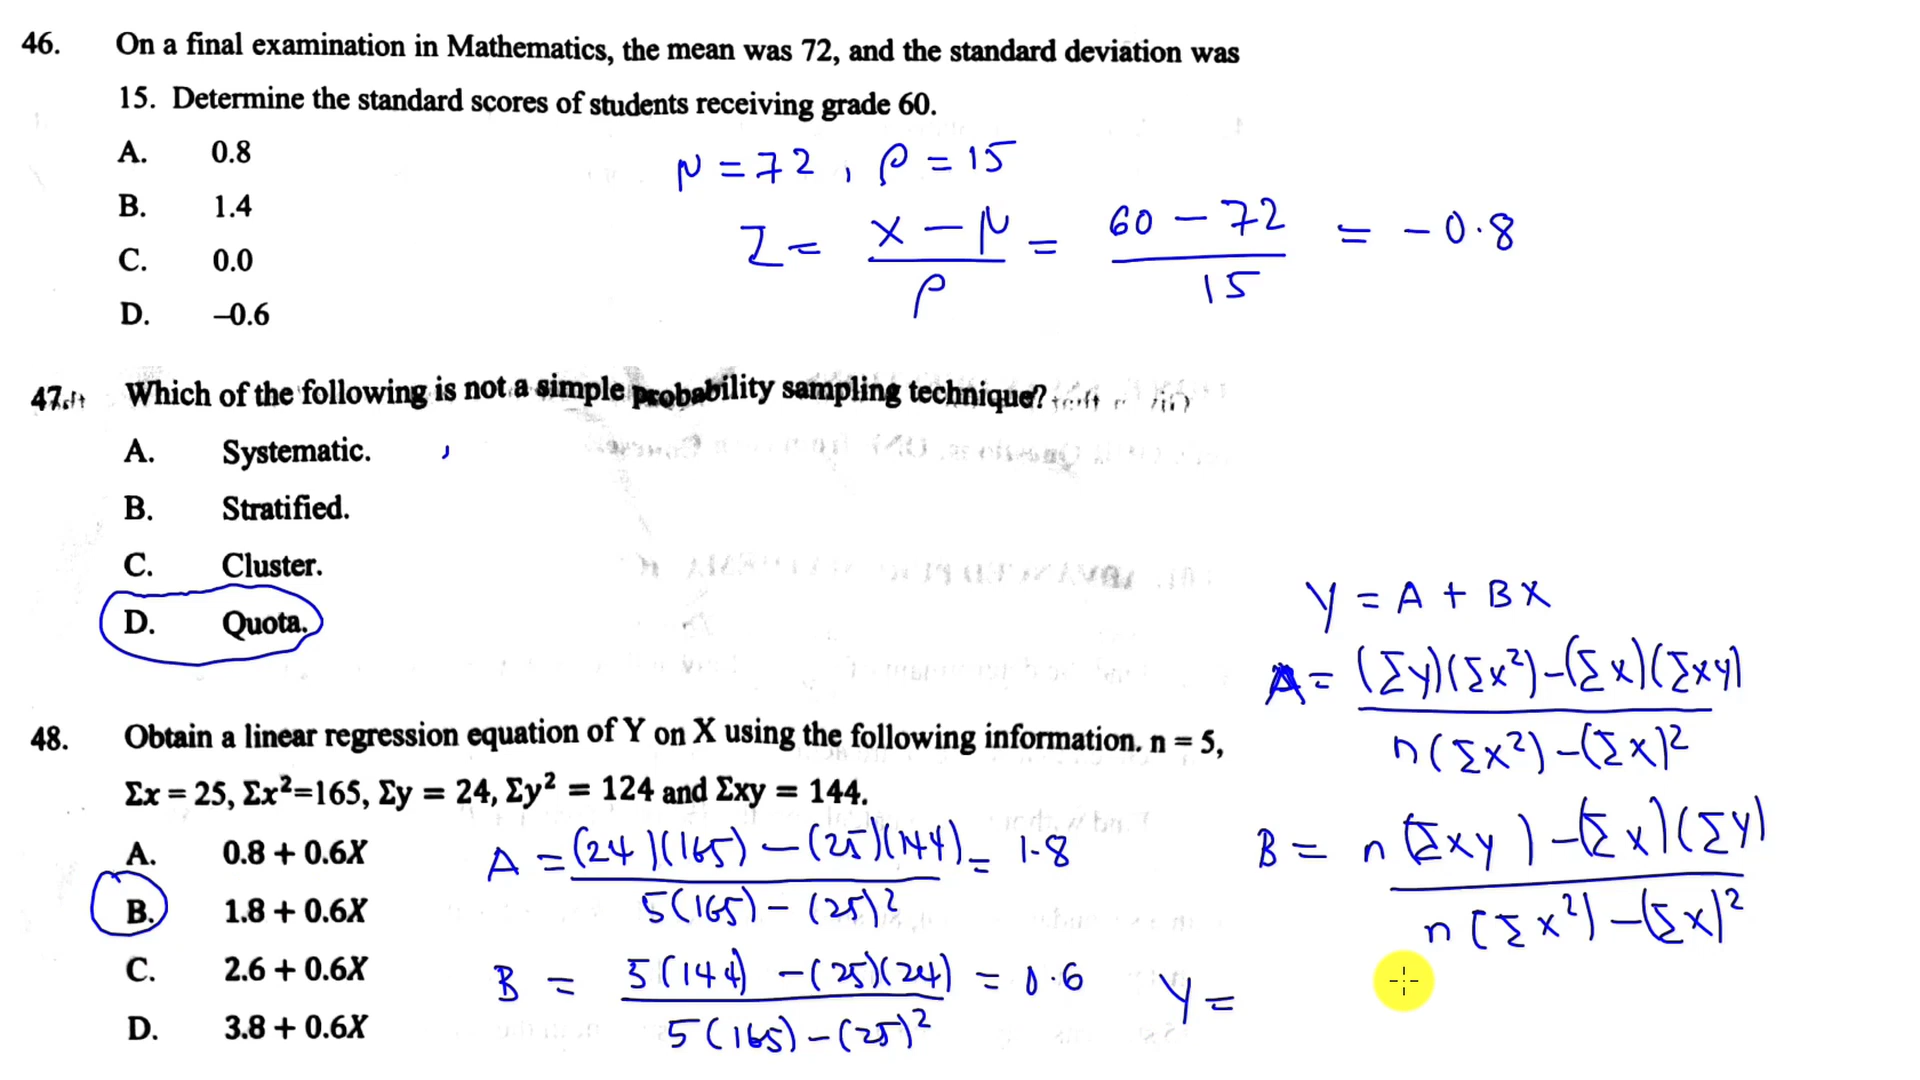 46. On a final examination in Mathematics, the mean was 72, and the standard deviation was
15. Determine the standard scores of students receiving grade 60.
A. 0.8
B. 1.4
C. 0.0
D. –0.6
μ = 72 , ρ = 15
Z = (x – μ)/ρ = (60 – 72)/15 = – 0.8
47. Which of the following is not a simple probability sampling technique?
A. Systematic.
B. Stratified.
C. Cluster.
D. Quota.
48. Obtain a linear regression equation of Y on X using the following information. n = 5,
Σx = 25, Σx²=165, Σy = 24, Σy² = 124 and Σxy = 144.
A. 0.8 + 0.6X
B. 1.8 + 0.6X
C. 2.6 + 0.6X
D. 3.8 + 0.6X
A = ((24)(165) – (25)(144))/(5(165) – (25)²) = 1.8
B = (5(144) – (25)(24))/(5(165) – (25)²) = 0.6
Y = A + BX
A = ((Σy)(Σx²) – (Σx)(Σxy))/(n(Σx²) – (Σx)²)
B = (n(Σxy) – (Σx)(Σy))/(n(Σx²) – (Σx)²)
Y =